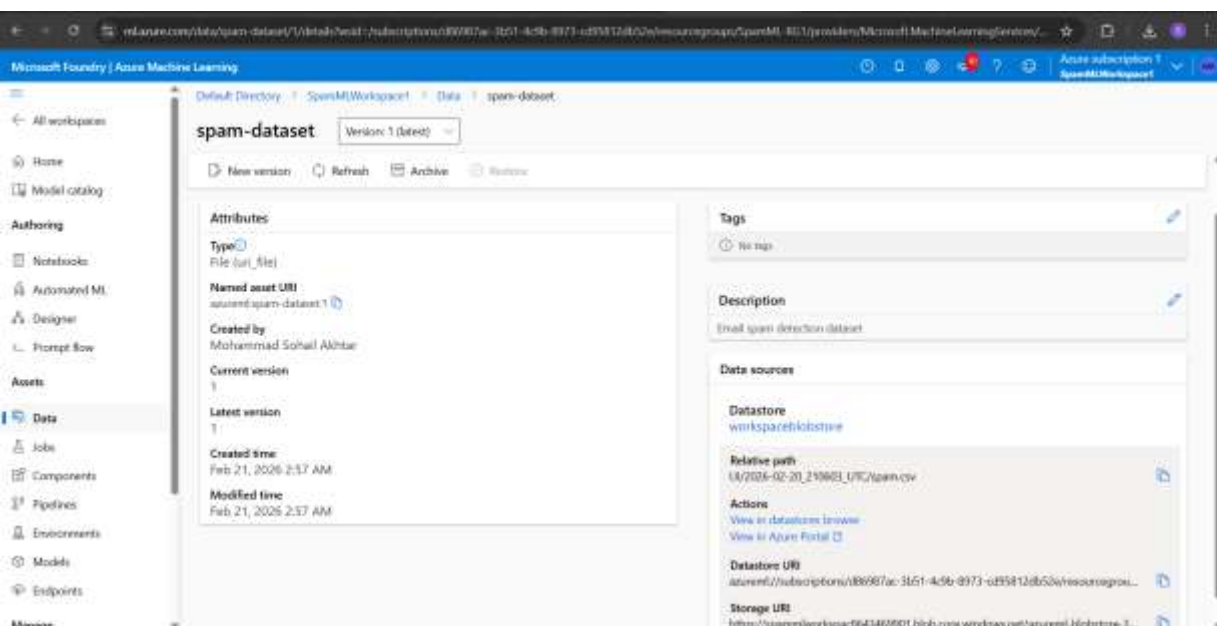 Microsoft Foundry | Azure Machine Learning
Azure subscription 1
SpamMLWorkspace1
All workspaces
Home
Model catalog
Authoring
Notebooks
Automated ML
Designer
Prompt flow
Assets
Data
Jobs
Components
Pipelines
Environments
Models
Endpoints
Manage
Default Directory
SpamMLWorkspace1
Data
spam-dataset
spam-dataset
Version: 1 (latest)
New version
Refresh
Archive
Restore
Attributes
Type
File (uri_file)
Named asset URI
azureml:spam-dataset:1
Created by
Mohammad Sohail Akhtar
Current version
1
Latest version
1
Created time
Feb 21, 2026 2:57 AM
Modified time
Feb 21, 2026 2:57 AM
Tags
No tags
Description
Email spam detection dataset
Data sources
Datastore
workspaceblobstore
Relative path
UI/2026-02-20_210603_UTC/spam.csv
Actions
View in datastores browse
View in Azure Portal
Datastore URI
Storage URI